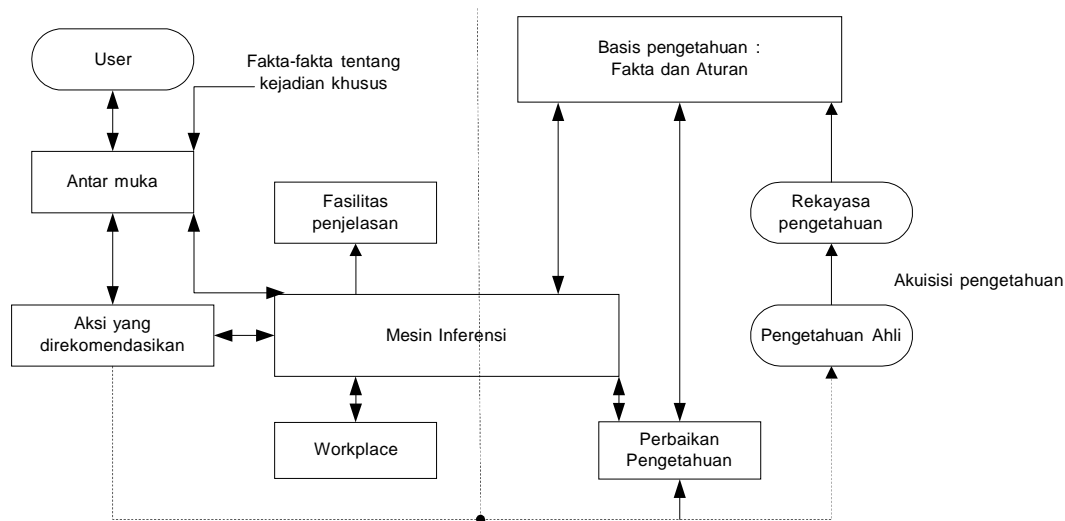 User
Fakta-fakta tentang
kejadian khusus
Basis pengetahuan :
Fakta dan Aturan
Antar muka
Fasilitas
penjelasan
Rekayasa
pengetahuan
Akuisisi pengetahuan
Aksi yang
direkomendasikan
Mesin Inferensi
Pengetahuan Ahli
Workplace
Perbaikan
Pengetahuan